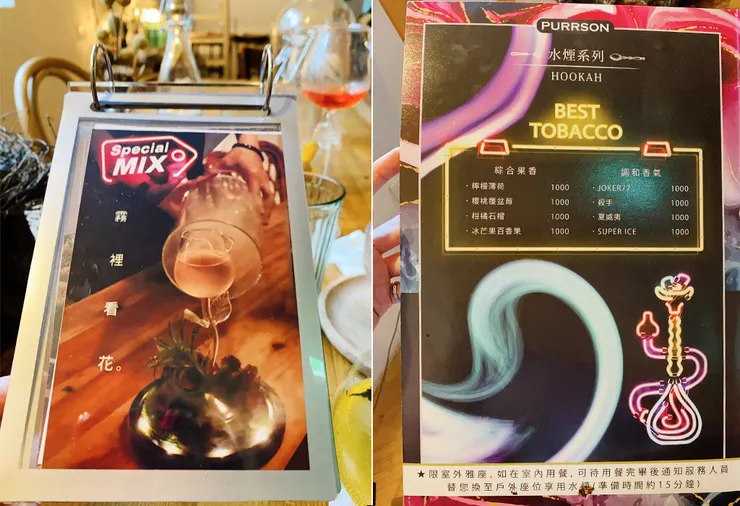 Special
MIX
霧
裡
看
花。
PURRSON
水煙系列
HOOKAH
BEST
TOBACCO
綜合果香
·檸檬薄荷 1000
·櫻桃覆盆莓 1000
·柑橘石榴 1000
·冰芒果百香果 1000
調和香氣
·JOKER77 1000
·殺手 1000
·夏威夷 1000
·SUPER ICE 1000
★限室外雅座,如在室內用餐,可待用餐完畢後通知服務人員
替您換至戶外座位享用水煙(準備時間約15分鐘)